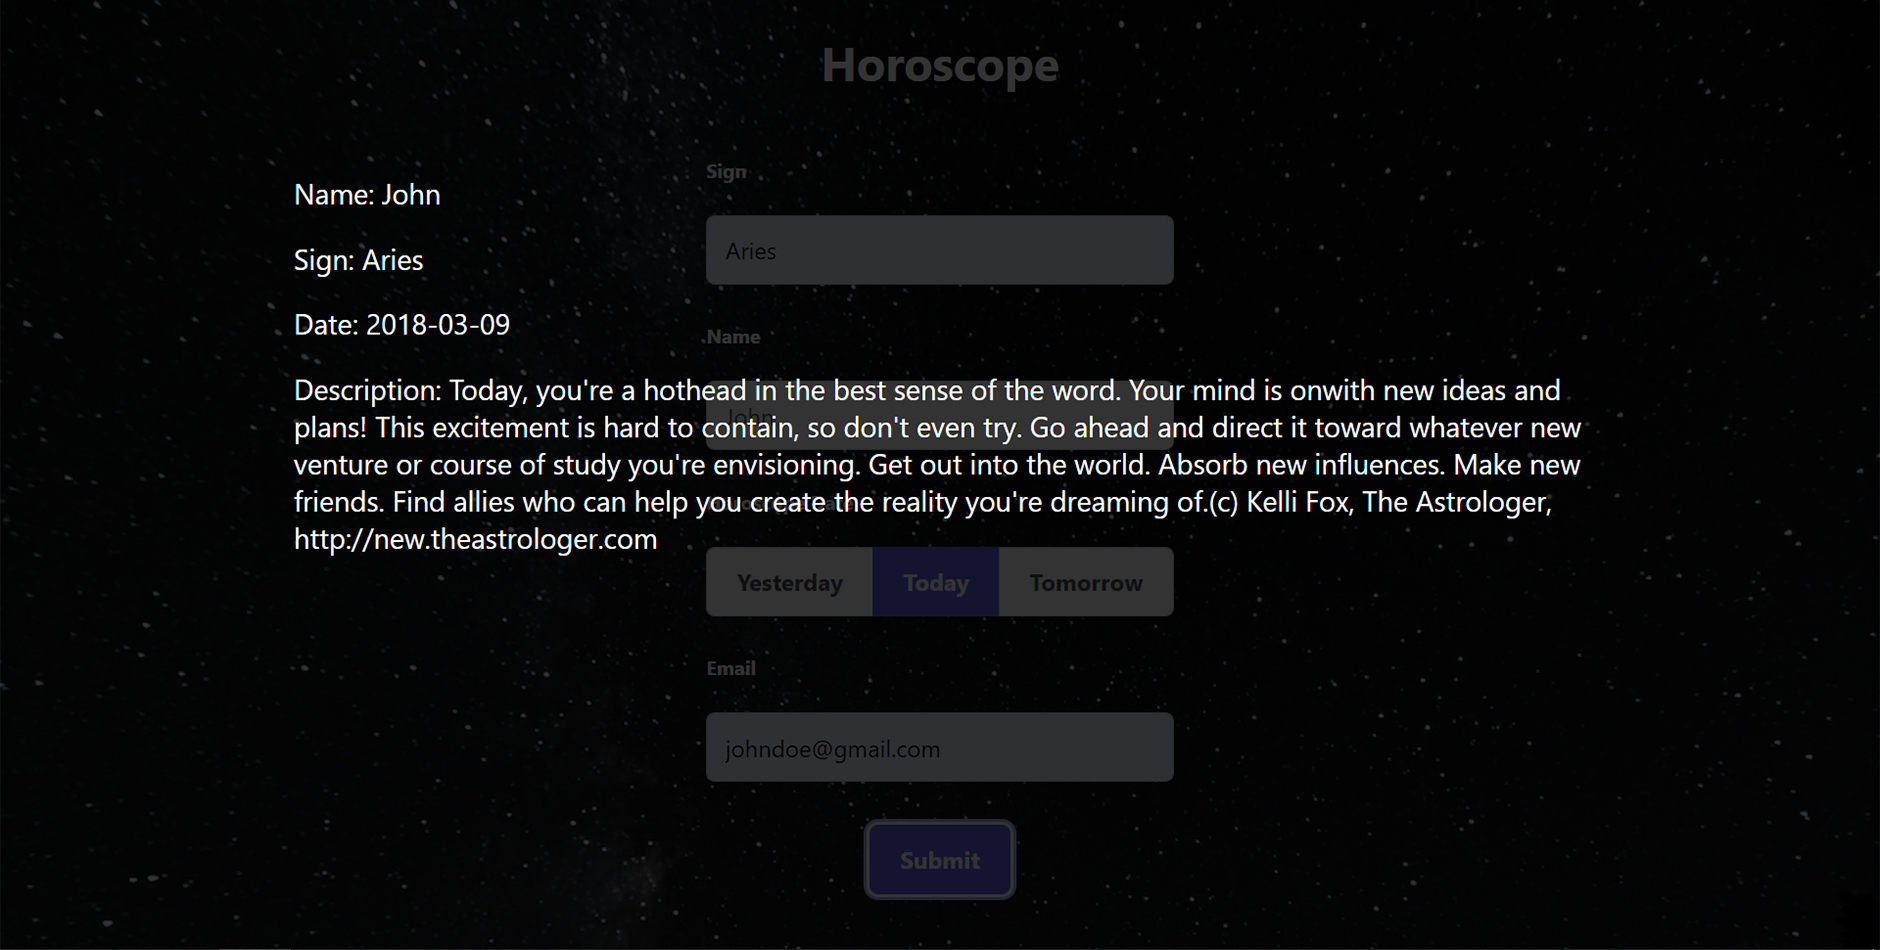 Horoscope
Sign
Name: John
Aries
Sign: Aries
Date: 2018-03-09
Name
John
Description: Today, you're a hothead in the best sense of the word. Your mind is onwith new ideas and
plans! This excitement is hard to contain, so don't even try. Go ahead and direct it toward whatever new
venture or course of study you're envisioning. Get out into the world. Absorb new influences. Make new
friends. Find allies who can help you create the reality you're dreaming of.(c) Kelli Fox, The Astrologer,
http://new.theastrologer.com
Yesterday Today Tomorrow
Email
johndoe@gmail.com
Submit